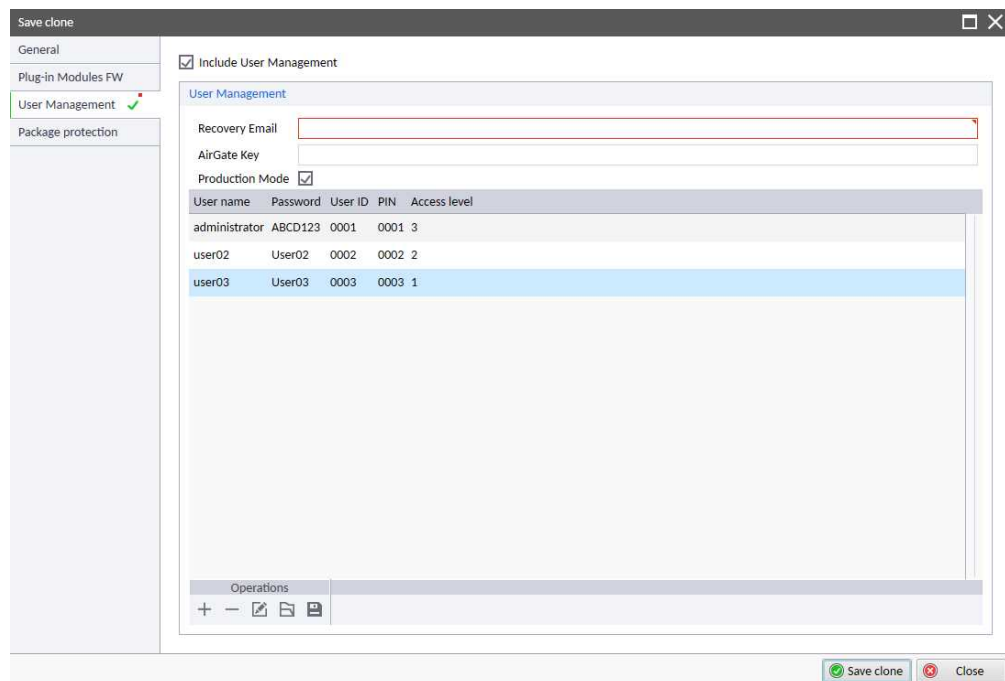 Save clone
General
Plug-in Modules FW
User Management
Package protection
Include User Management
User Management
Recovery Email
AirGate Key
Production Mode
User name Password User ID PIN Access level
administrator ABCD123 0001 0001 3
user02 User02 0002 0002 2
user03 User03 0003 0003 1
Operations
Save clone Close